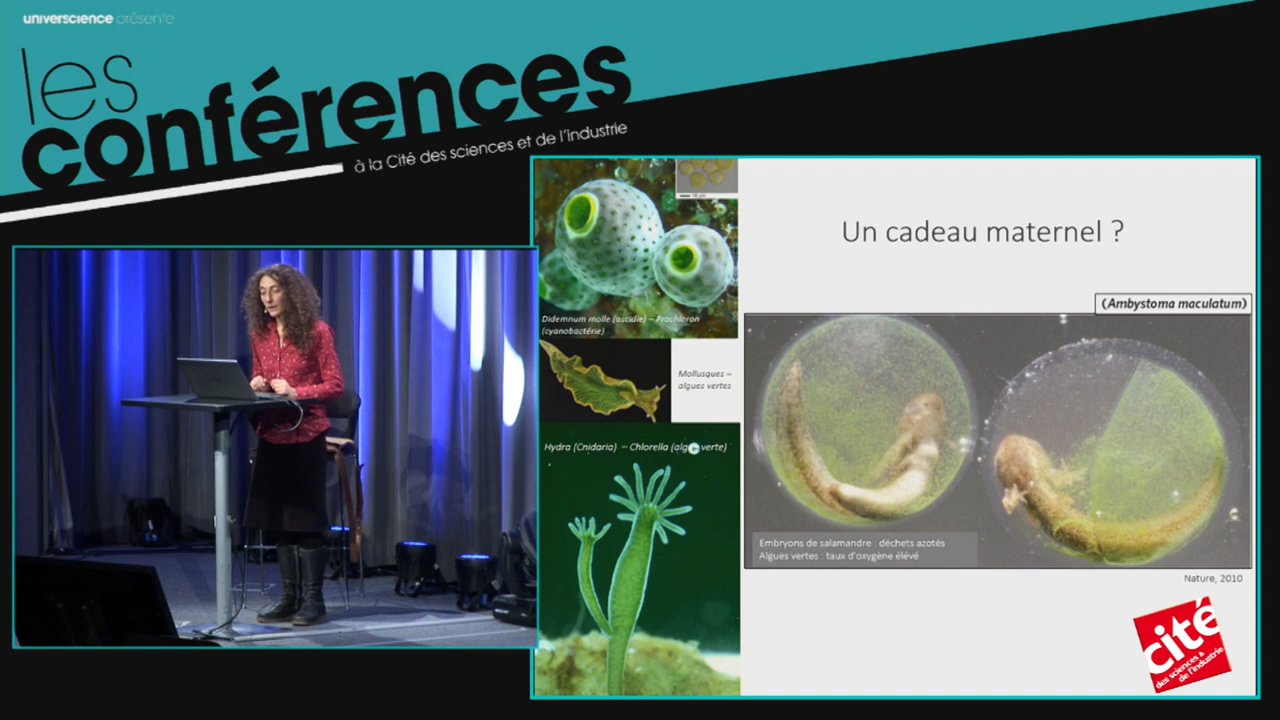 universcience présente
les
conférences
à la Cité des sciences et de l'industrie
Un cadeau maternel ?
(Ambystoma maculatum)
Didemnum molle (ascidie) – Prochloron
(cyanobactérie)
Mollusques –
algues vertes
Hydra (Cnidaria) – Chlorella (algue verte)
Embryons de salamandre : déchets azotés
Algues vertes : taux d'oxygène élévé
Nature, 2010
cité
des sciences &
de l'industrie